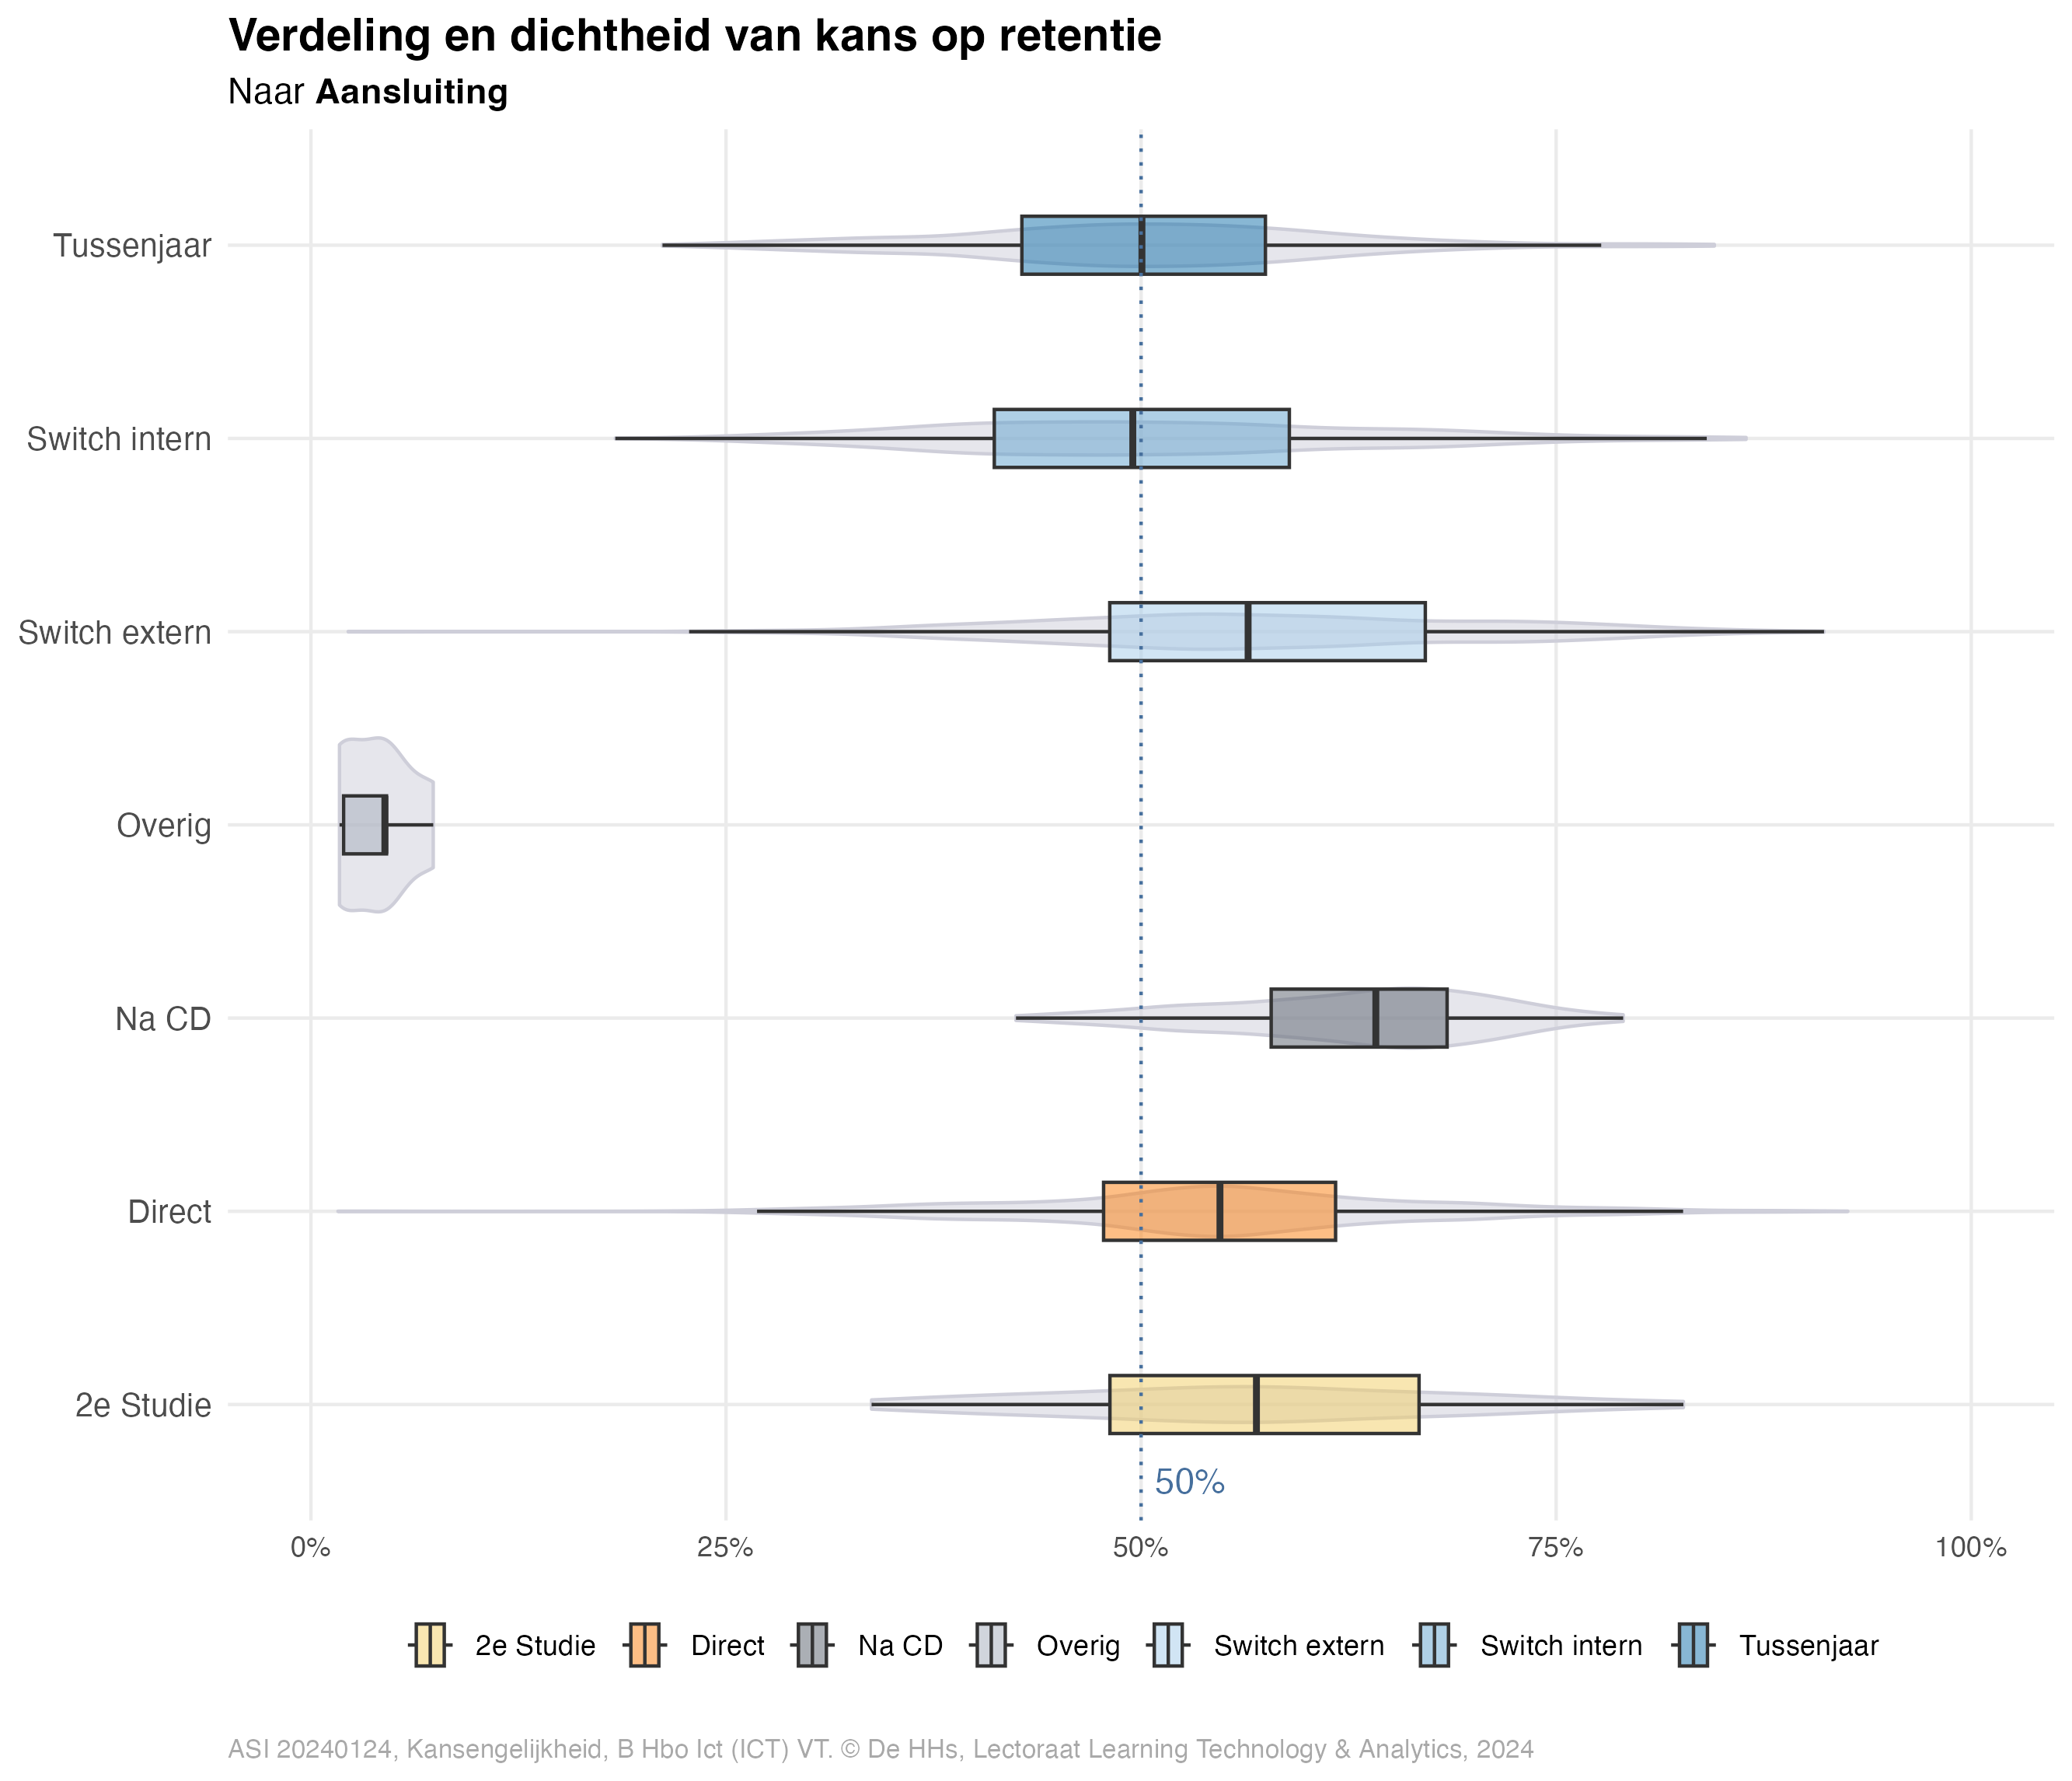 Verdeling en dichtheid van kans op retentie
Naar Aansluiting
Tussenjaar
Switch intern
Switch extern
Overig
Na CD
Direct
2e Studie
50%
0%
25%
50%
75%
100%
2e Studie
Direct
Na CD
Overig
Switch extern
Switch intern
Tussenjaar
ASI 20240124, Kansengelijkheid, B Hbo Ict (ICT) VT. © De HHs, Lectoraat Learning Technology & Analytics, 2024